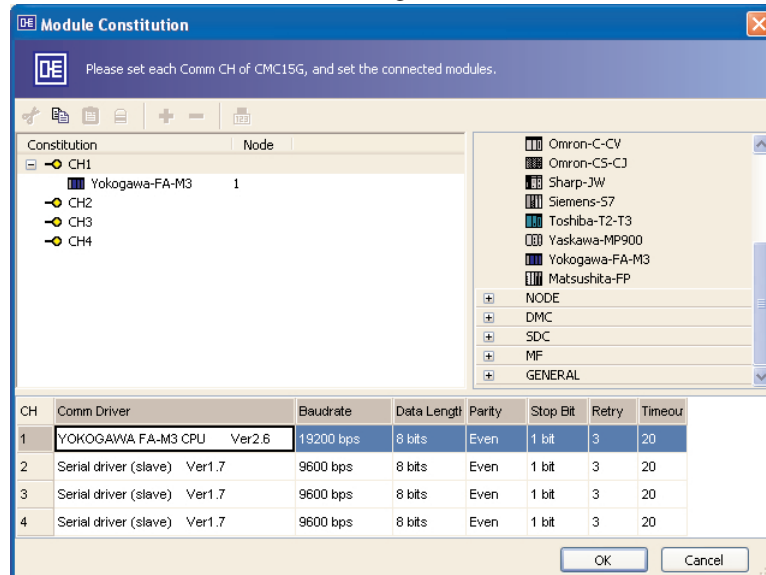 Module Constitution
Please set each Comm CH of CMC15G, and set the connected modules.
Constitution Node
CH1
Yokogawa-FA-M3 1
CH2
CH3
CH4
Omron-C-CV
Omron-CS-CJ
Sharp-JW
Siemens-S7
Toshiba-T2-T3
Yaskawa-MP900
Yokogawa-FA-M3
Matsushita-FP
NODE
DMC
SDC
MF
GENERAL
CH Comm Driver Baudrate Data Length Parity Stop Bit Retry Timeou
1 YOKOGAWA FA-M3 CPU Ver2.6 19200 bps 8 bits Even 1 bit 3 20
2 Serial driver (slave) Ver1.7 9600 bps 8 bits Even 1 bit 3 20
3 Serial driver (slave) Ver1.7 9600 bps 8 bits Even 1 bit 3 20
4 Serial driver (slave) Ver1.7 9600 bps 8 bits Even 1 bit 3 20
OK Cancel